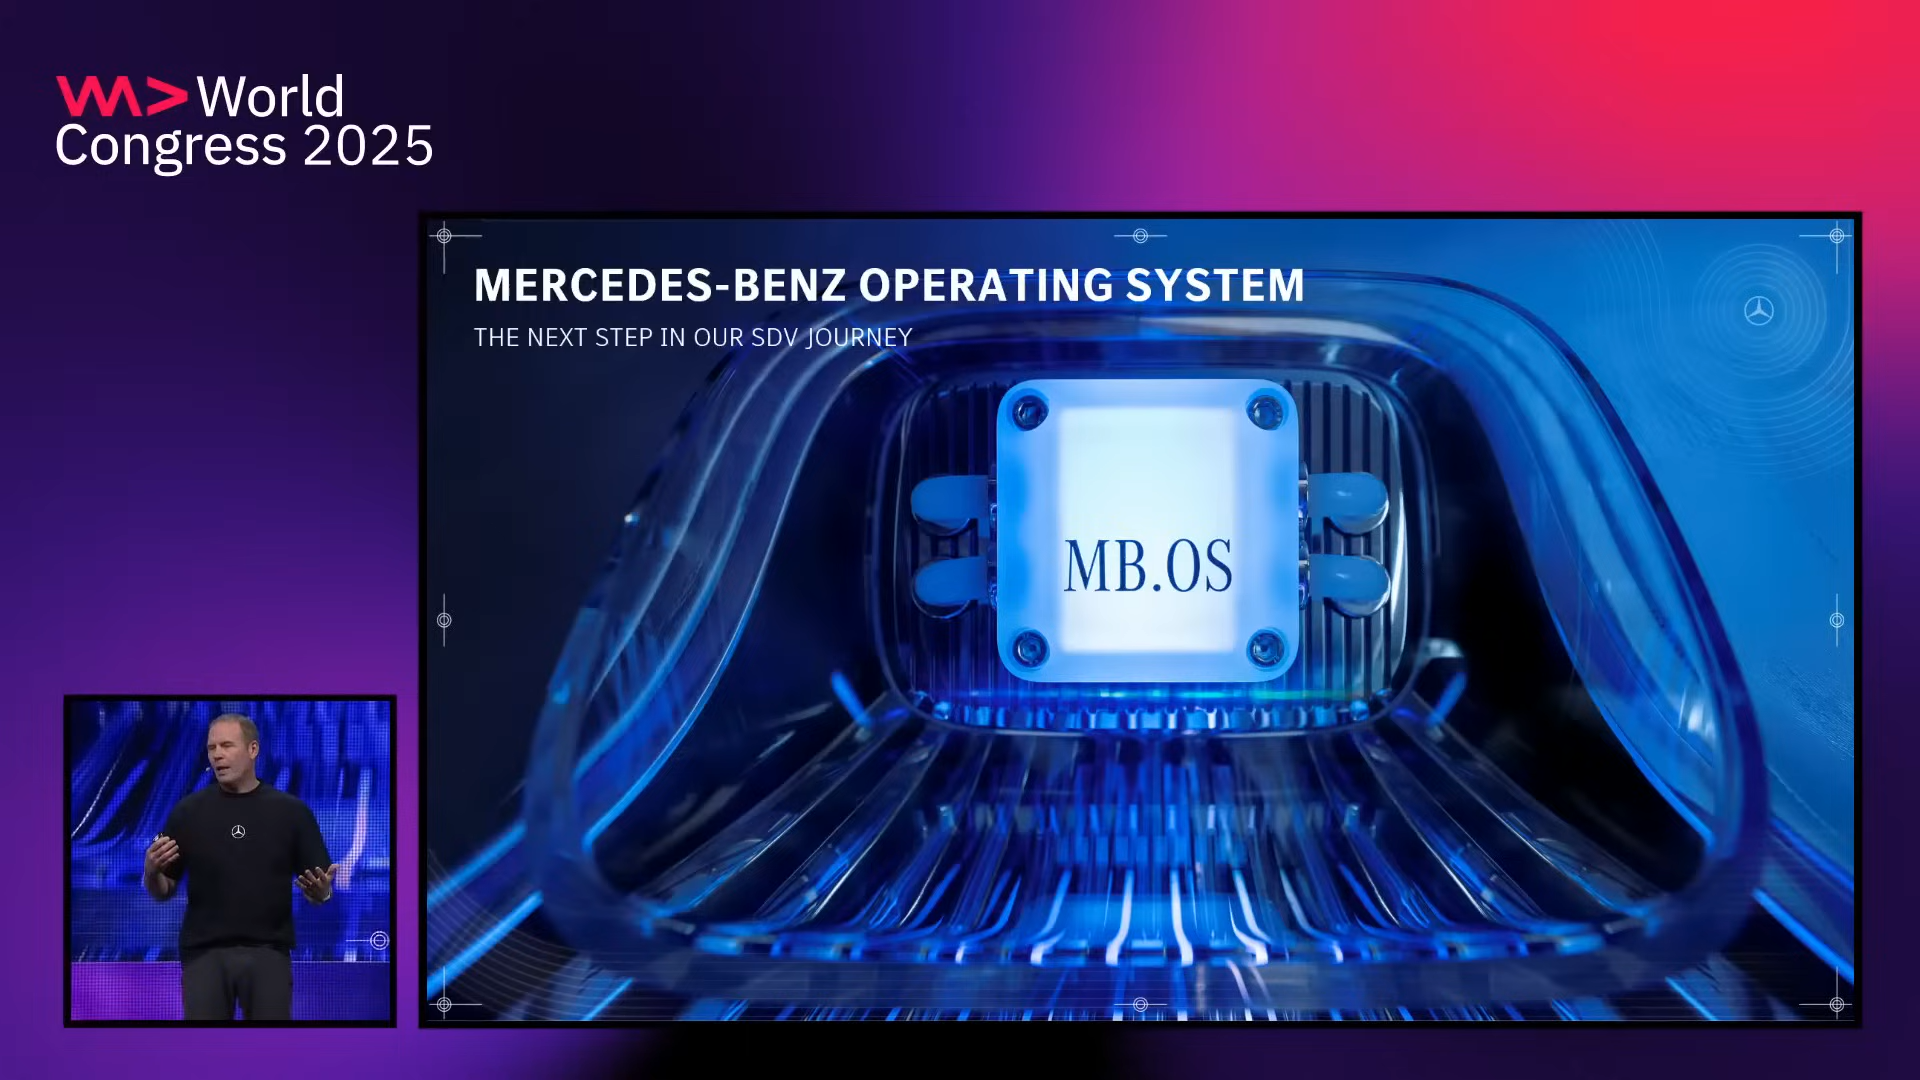 World
Congress 2025
MERCEDES-BENZ OPERATING SYSTEM
THE NEXT STEP IN OUR SDV JOURNEY
MB.OS